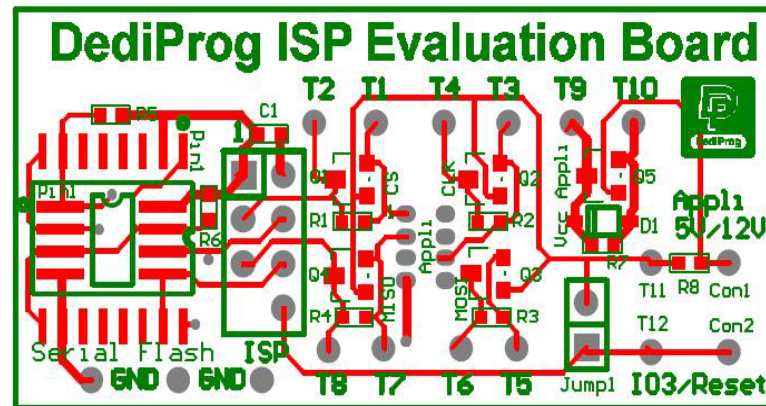 DediProg ISP Evaluation Board
T2 T1 T4 T3 T9 T10
R5
C1
1
Pin1
DediProg
Pin1
Q1
CS
CLK
Q2
Vcc Appli
Q5
Appli
5V/12V
R6
R1
Appli
R2
D1
R7
Q4
MISO
MOSI
Q3
T11
R8
Con1
R4
R3
T12
Con2
Serial Flash
ISP
GND
GND
T8 T7 T6 T5
Jump1
IO3/Reset